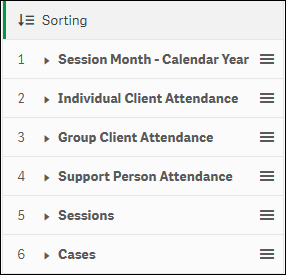 Sorting
1 Session Month - Calendar Year
2 Individual Client Attendance
3 Group Client Attendance
4 Support Person Attendance
5 Sessions
6 Cases